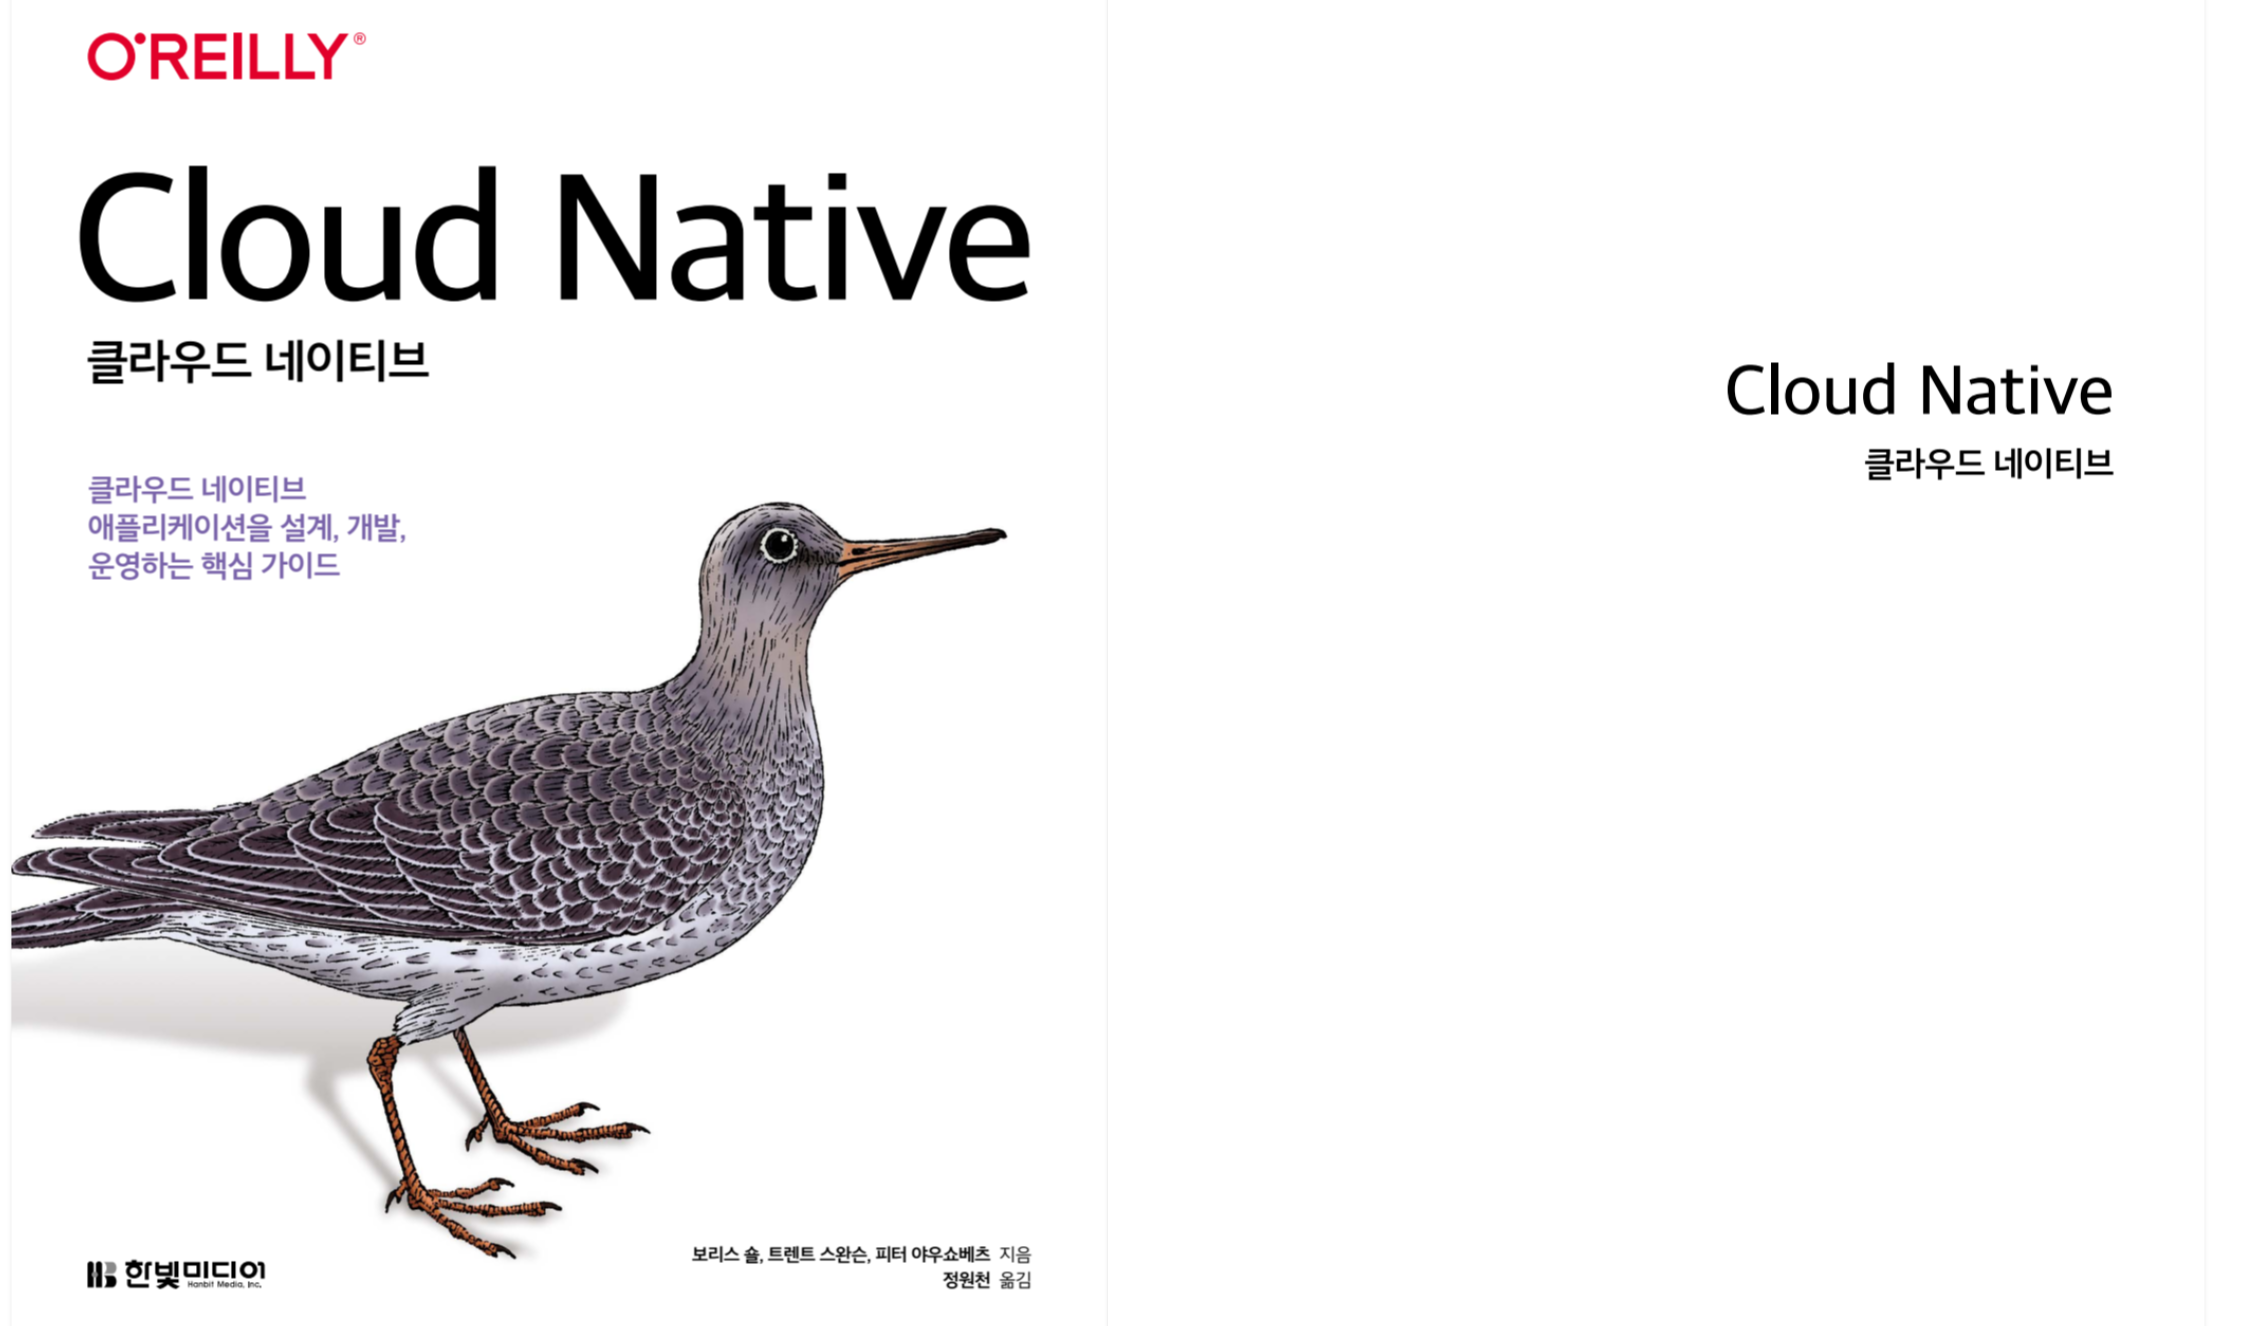 O'REILLY®
Cloud Native
클라우드 네이티브
클라우드 네이티브
애플리케이션을 설계, 개발,
운영하는 핵심 가이드
보리스 숄, 트렌트 스완슨, 피터 야우쇼베츠 지음
정원천 옮김
한빛미디어
Hanbit Media, Inc.
Cloud Native
클라우드 네이티브